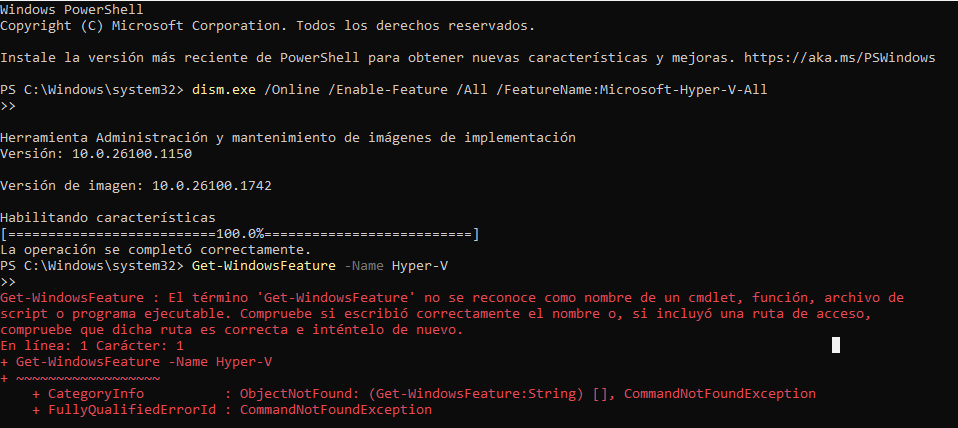 Windows PowerShell
Copyright (C) Microsoft Corporation. Todos los derechos reservados.
Instale la versión más reciente de PowerShell para obtener nuevas características y mejoras. https://aka.ms/PSWindows
PS C:\Windows\system32> dism.exe /Online /Enable-Feature /All /FeatureName:Microsoft-Hyper-V-All
>>
Herramienta Administración y mantenimiento de imágenes de implementación
Versión: 10.0.26100.1150
Versión de imagen: 10.0.26100.1742
Habilitando características
[==========================100.0%==========================]
La operación se completó correctamente.
PS C:\Windows\system32> Get-WindowsFeature -Name Hyper-V
>>
Get-WindowsFeature : El término 'Get-WindowsFeature' no se reconoce como nombre de un cmdlet, función, archivo de
script o programa ejecutable. Compruebe si escribió correctamente el nombre o, si incluyó una ruta de acceso,
compruebe que dicha ruta es correcta e inténtelo de nuevo.
En línea: 1 Carácter: 1
+ Get-WindowsFeature -Name Hyper-V
+ ~~~~~~~~~~~~~~~~~~
    + CategoryInfo          : ObjectNotFound: (Get-WindowsFeature:String) [], CommandNotFoundException
    + FullyQualifiedErrorId : CommandNotFoundException